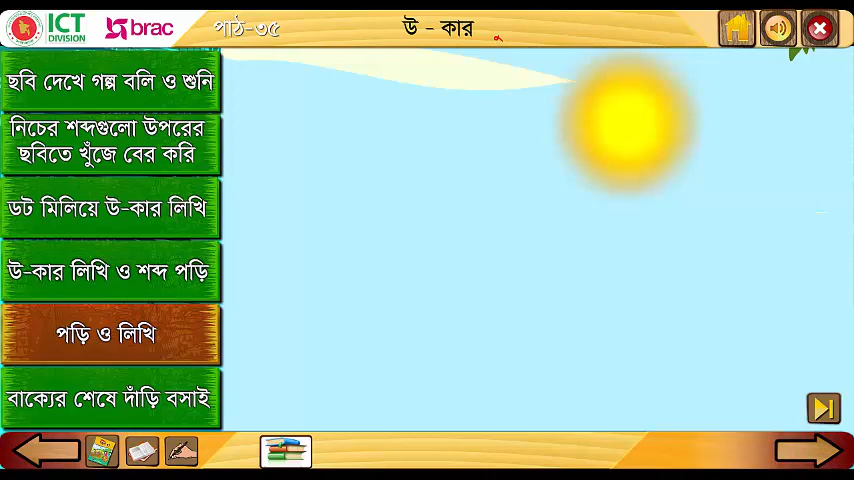 ICT
DIVISION
brac
পাঠ-৩৫
উ - কার ু
ছবি দেখে গল্প বলি ও শুনি
নিচের শব্দগুলো উপরের
ছবিতে খুঁজে বের করি
ডট মিলিয়ে উ-কার লিখি
উ-কার লিখি ও শব্দ পড়ি
পড়ি ও লিখি
বাক্যের শেষে দাঁড়ি বসাই